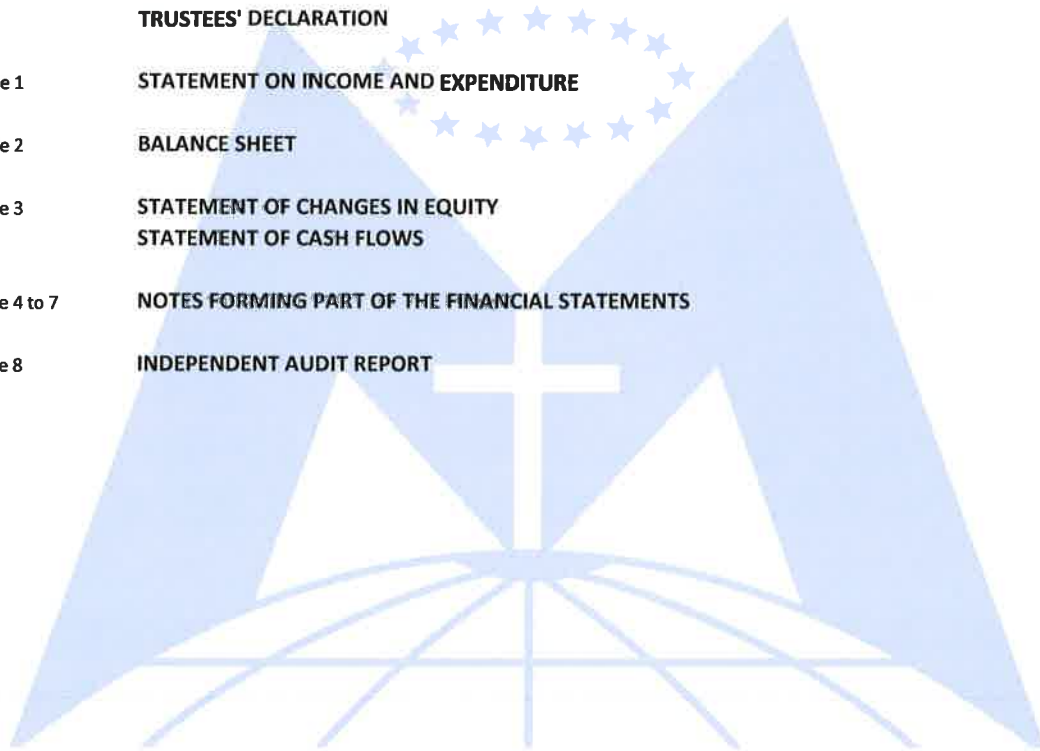 TRUSTEES' DECLARATION
e 1 STATEMENT ON INCOME AND EXPENDITURE
e 2 BALANCE SHEET
e 3 STATEMENT OF CHANGES IN EQUITY
STATEMENT OF CASH FLOWS
e 4 to 7 NOTES FORMING PART OF THE FINANCIAL STATEMENTS
e 8 INDEPENDENT AUDIT REPORT